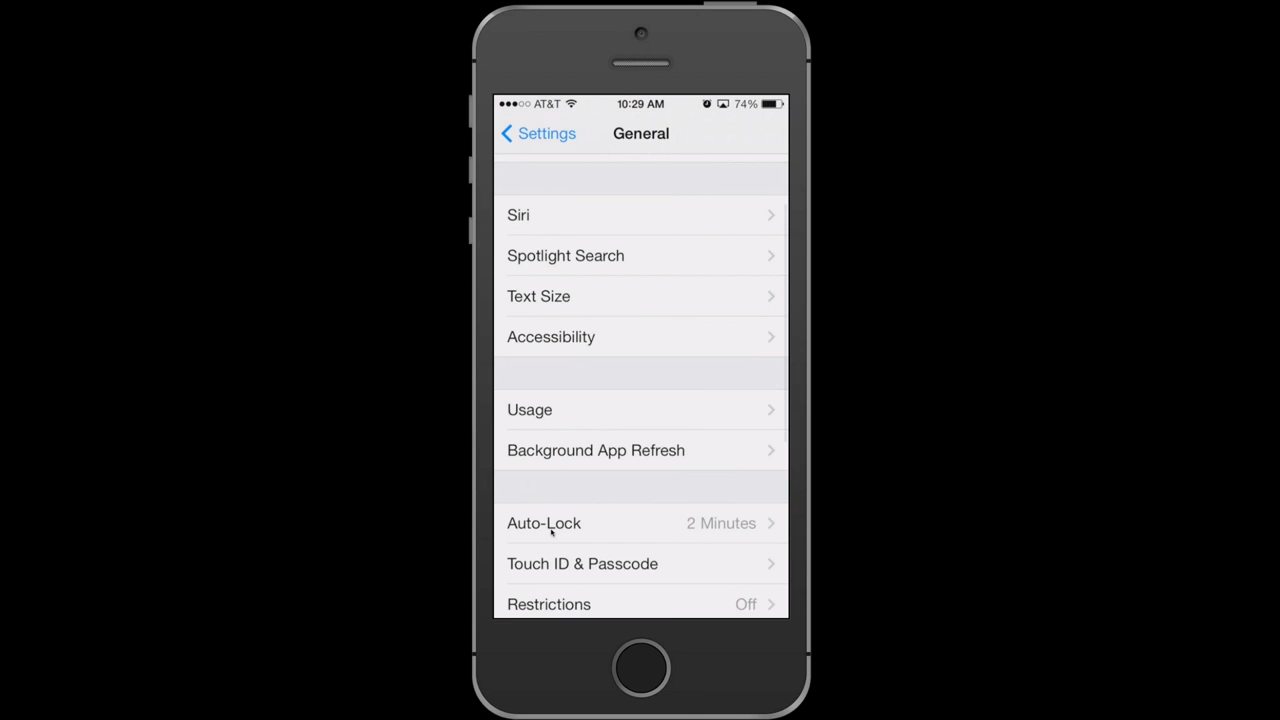 AT&T 10:29 AM 74%
Settings General
Siri
Spotlight Search
Text Size
Accessibility
Usage
Background App Refresh
Auto-Lock 2 Minutes
Touch ID & Passcode
Restrictions Off